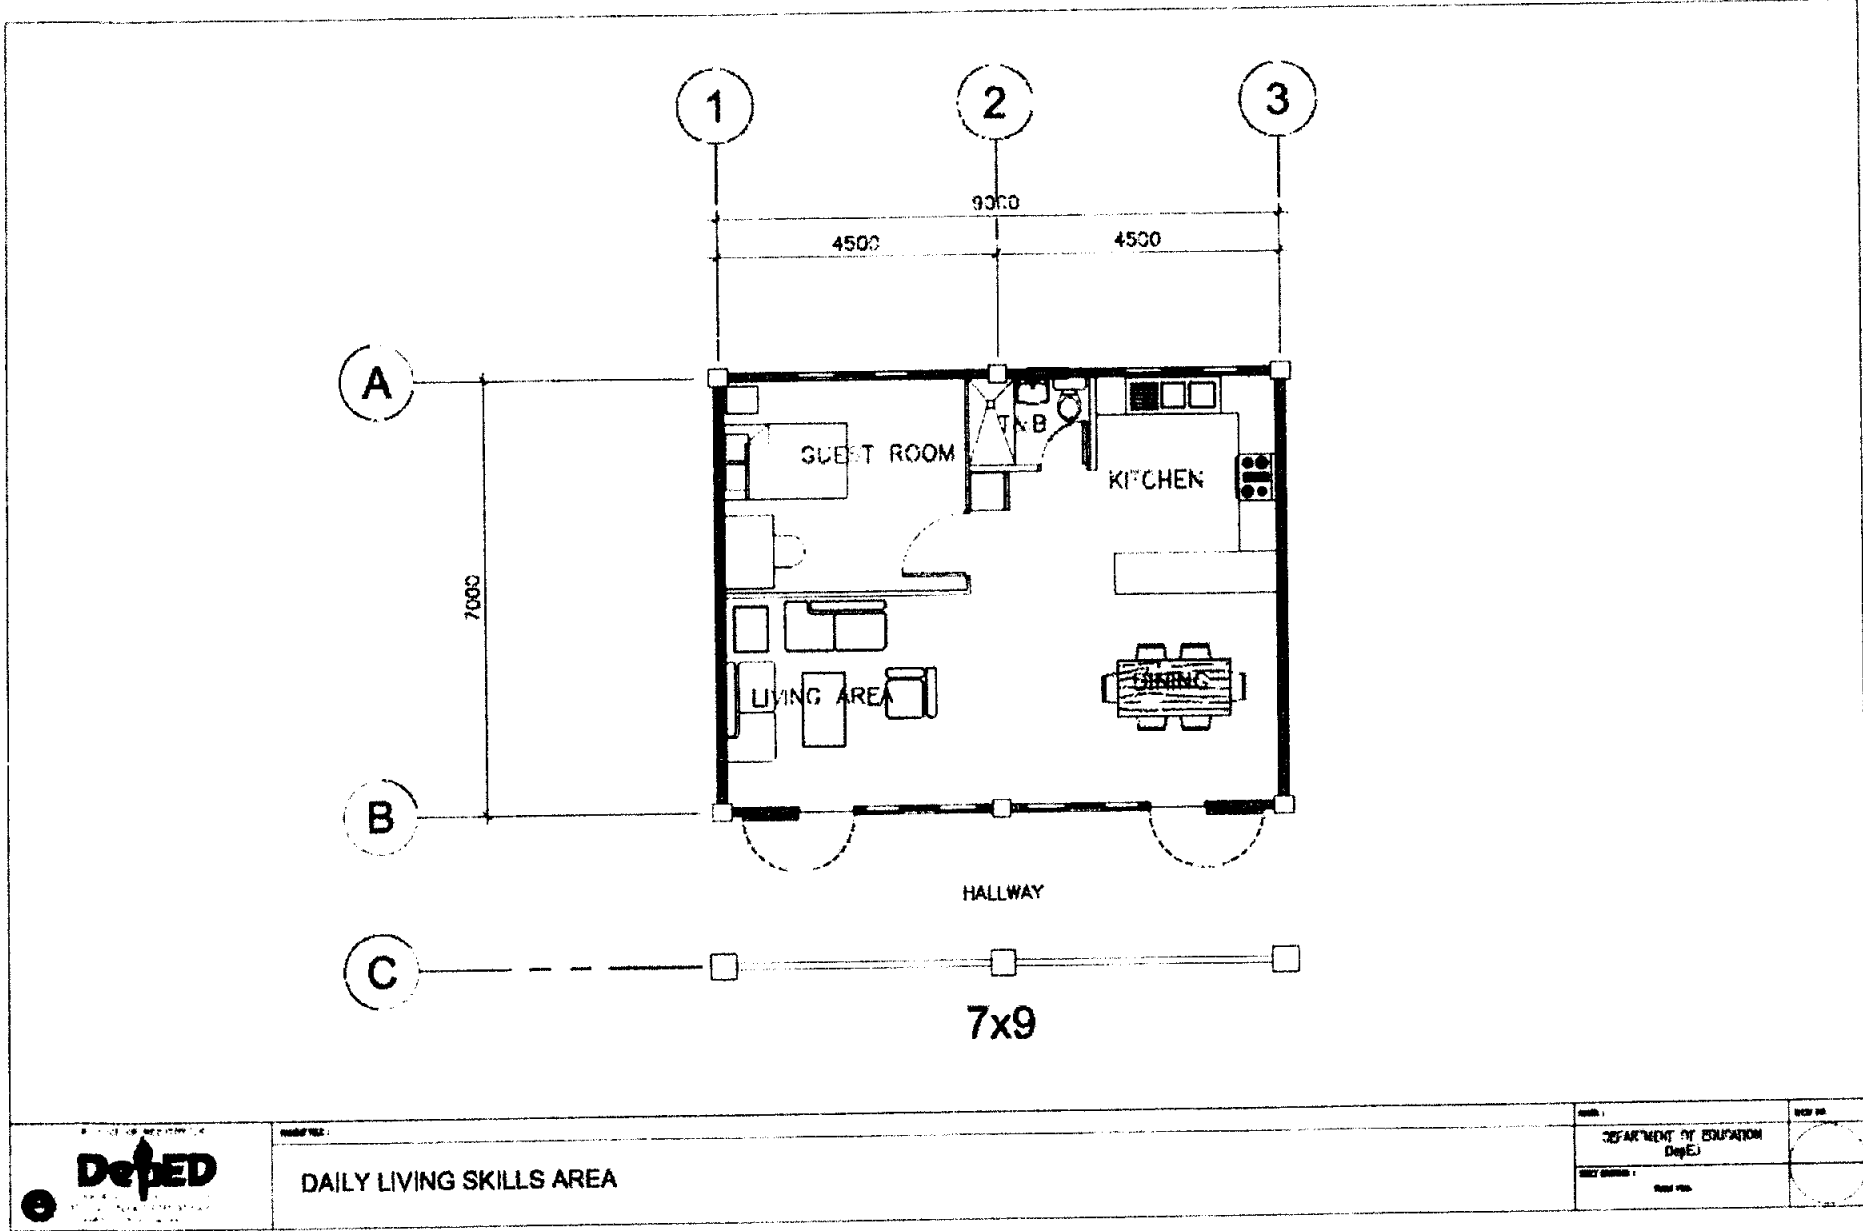 1 2 3
9000
4500 4500
A
GUEST ROOM
T&B
KITCHEN
7000
LIVING AREA
DINING
B
HALLWAY
C
7x9
DepED
DAILY LIVING SKILLS AREA
DEPARTMENT OF EDUCATION
DepEd